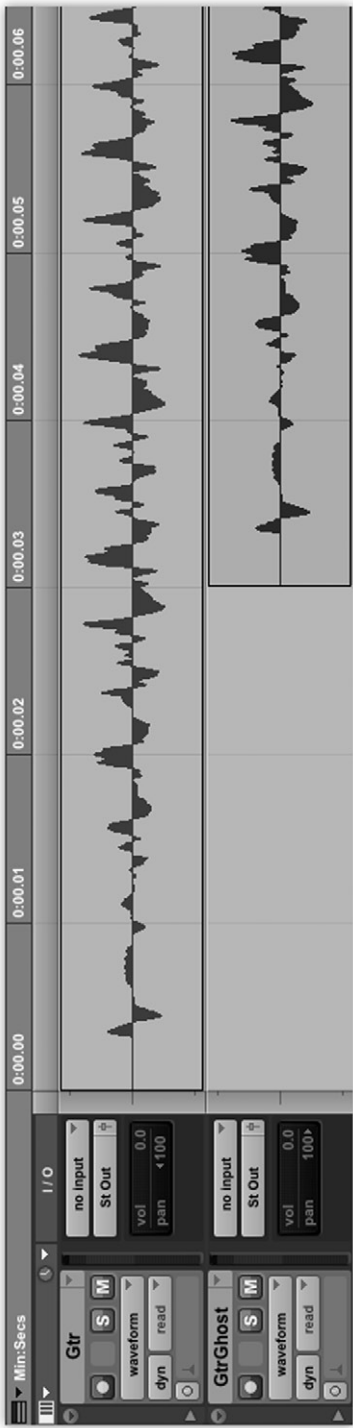 Min:Secs
0:00.00
0:00.01
0:00.02
0:00.03
0:00.04
0:00.05
0:00.06
I / O
Gtr
S M
waveform
dyn read
no input
St Out
vol 0.0
pan 100
GtrGhost
S M
waveform
dyn read
no input
St Out
vol 0.0
pan 100